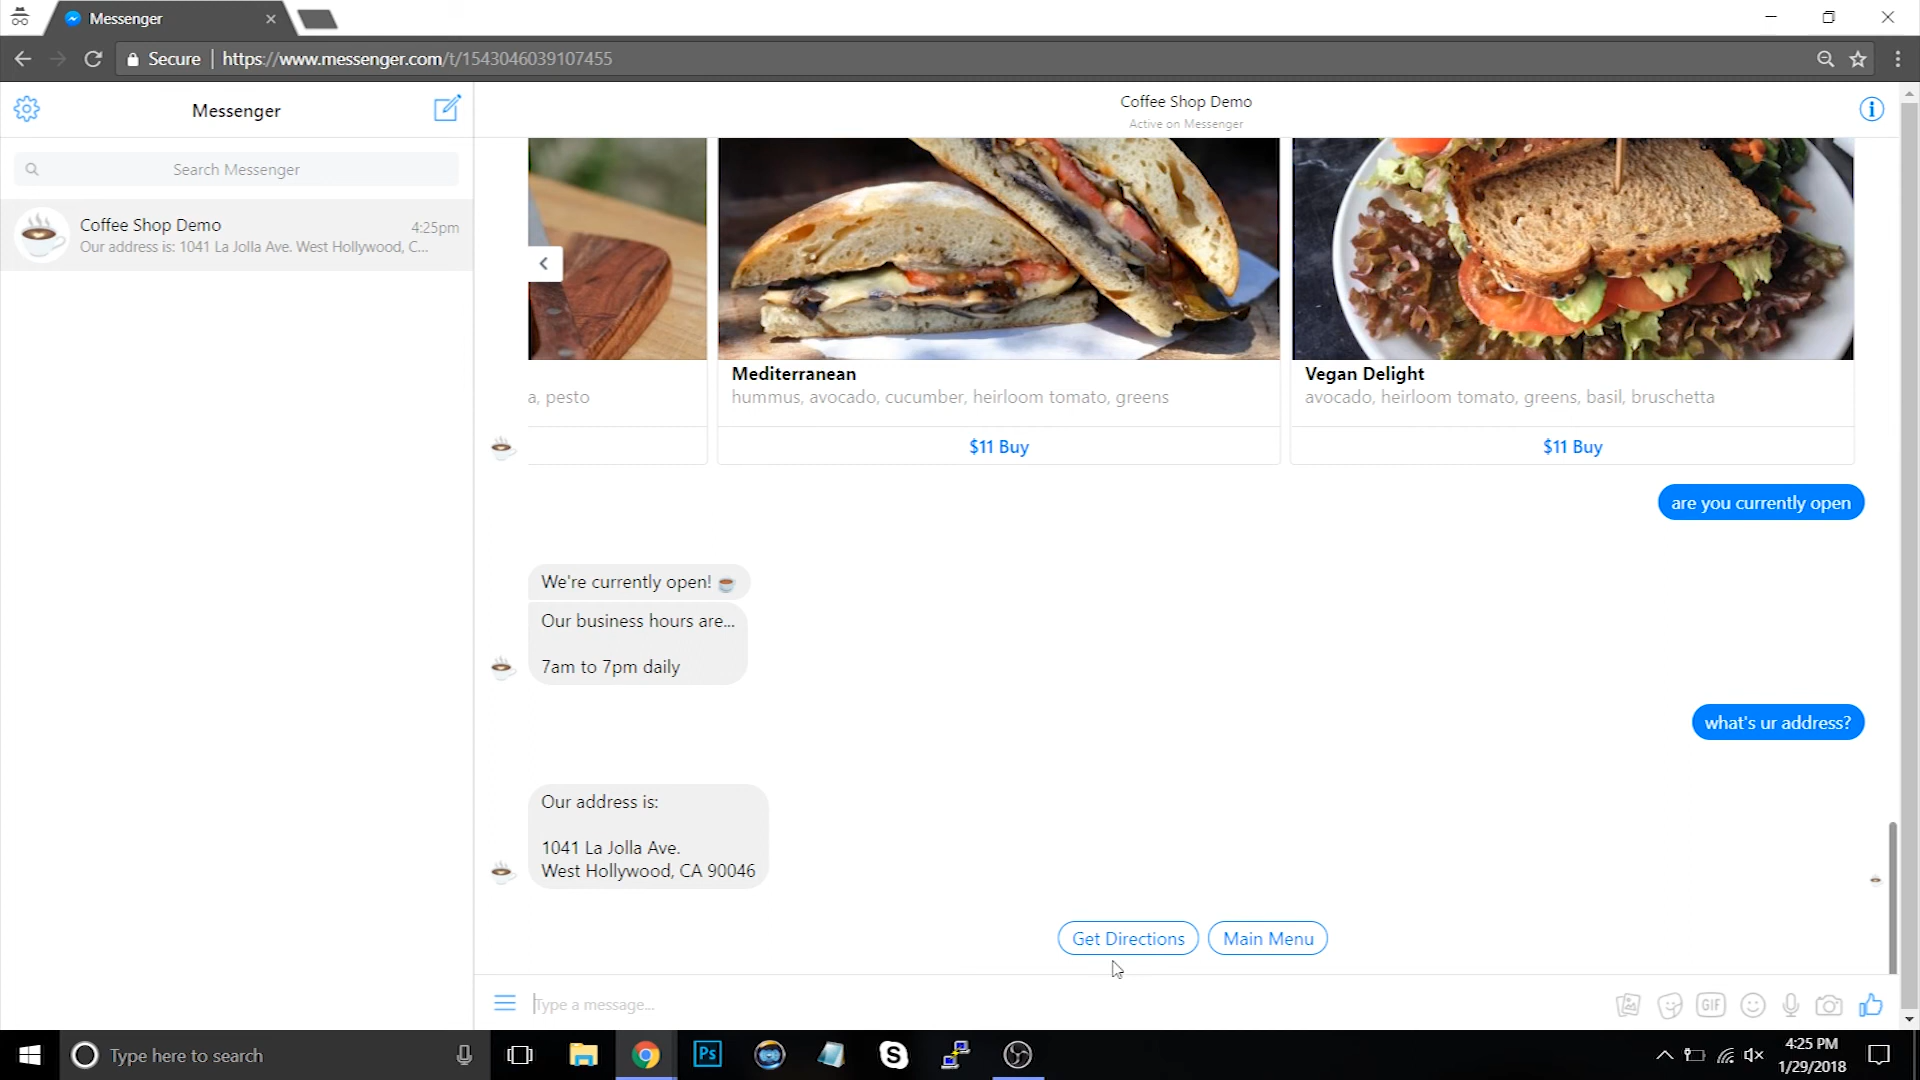 Messenger
Secure | https://www.messenger.com/t/1543046039107455
Messenger
Search Messenger
Coffee Shop Demo
4:25pm
Our address is: 1041 La Jolla Ave. West Hollywood, C...
Coffee Shop Demo
Active on Messenger
a, pesto
Mediterranean
hummus, avocado, cucumber, heirloom tomato, greens
$11 Buy
Vegan Delight
avocado, heirloom tomato, greens, basil, bruschetta
$11 Buy
are you currently open
We're currently open!
Our business hours are...
7am to 7pm daily
what's ur address?
Our address is:
1041 La Jolla Ave.
West Hollywood, CA 90046
Get Directions
Main Menu
Type a message...
GIF
Type here to search
Ps
4:25 PM
1/29/2018